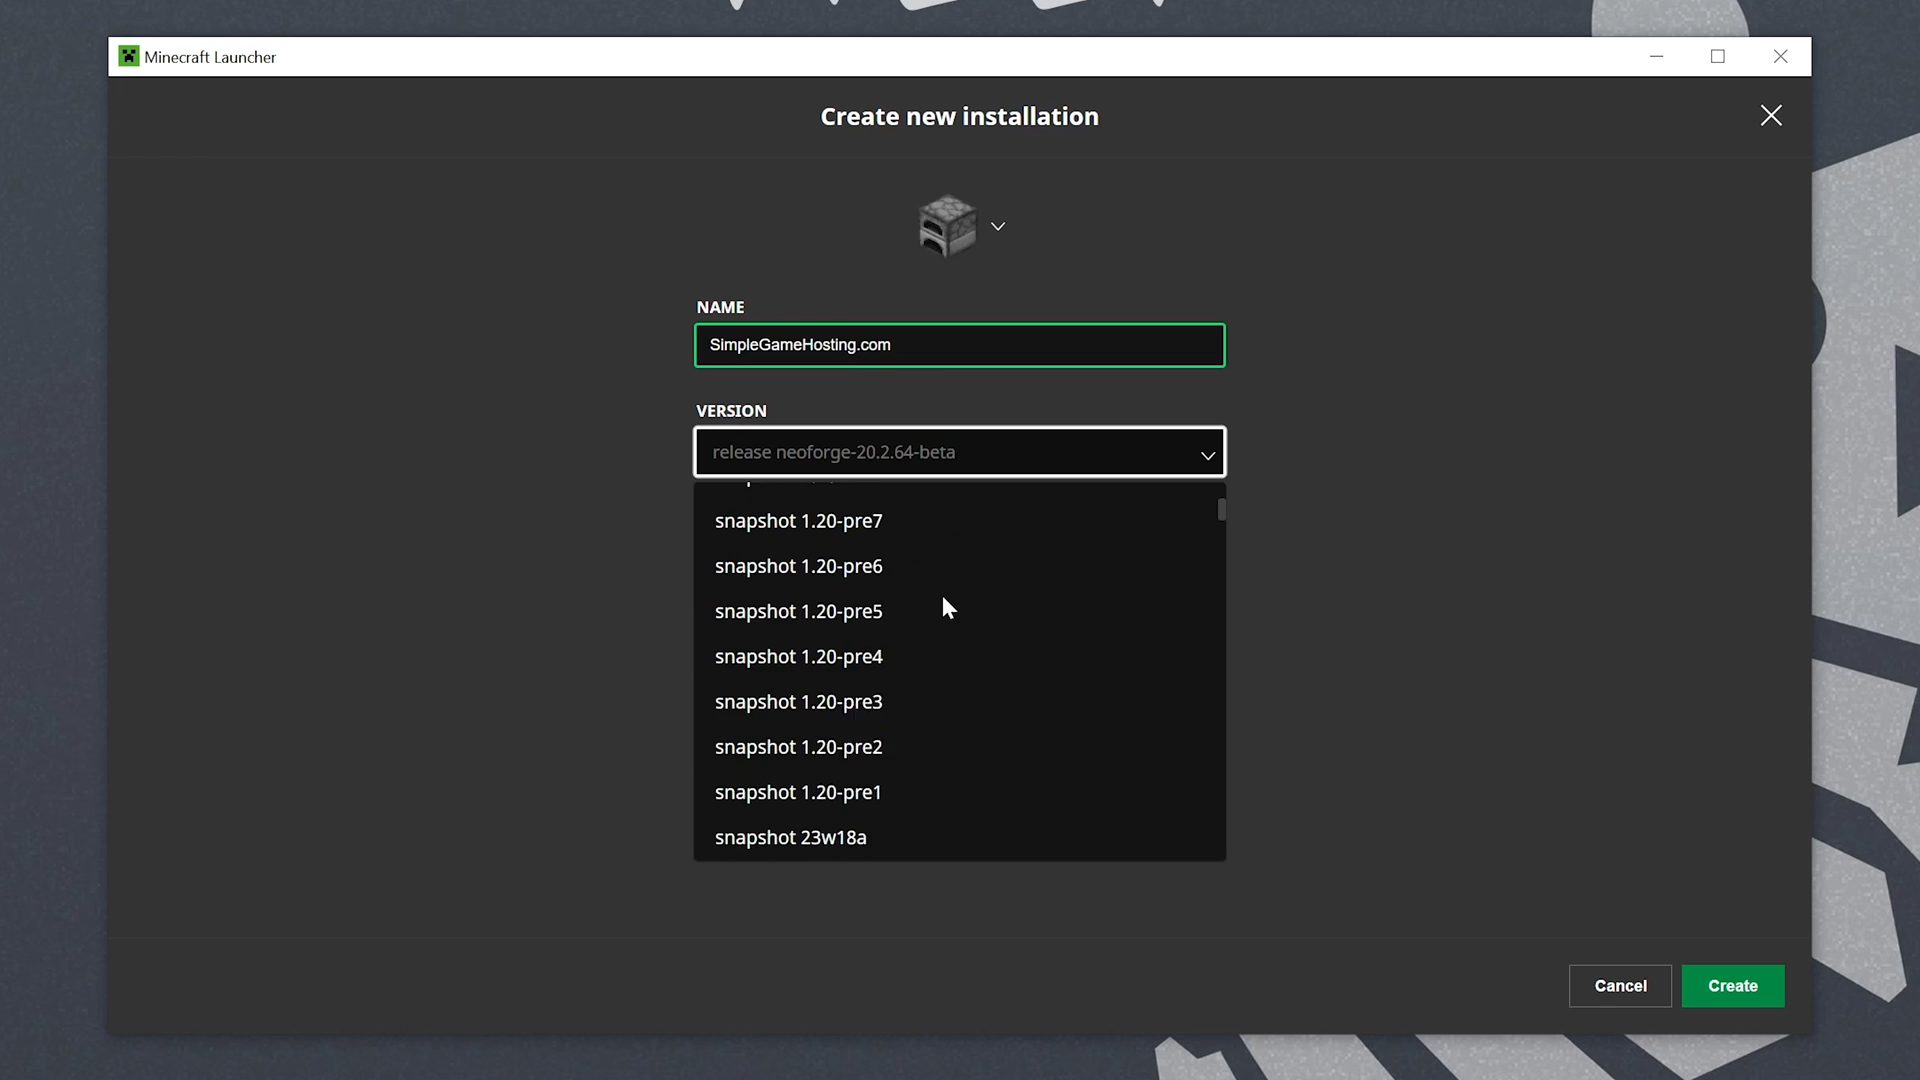 Minecraft Launcher
Create new installation
NAME
SimpleGameHosting.com
VERSION
release neoforge-20.2.64-beta
snapshot 1.20-pre7
snapshot 1.20-pre6
snapshot 1.20-pre5
snapshot 1.20-pre4
snapshot 1.20-pre3
snapshot 1.20-pre2
snapshot 1.20-pre1
snapshot 23w18a
Cancel
Create